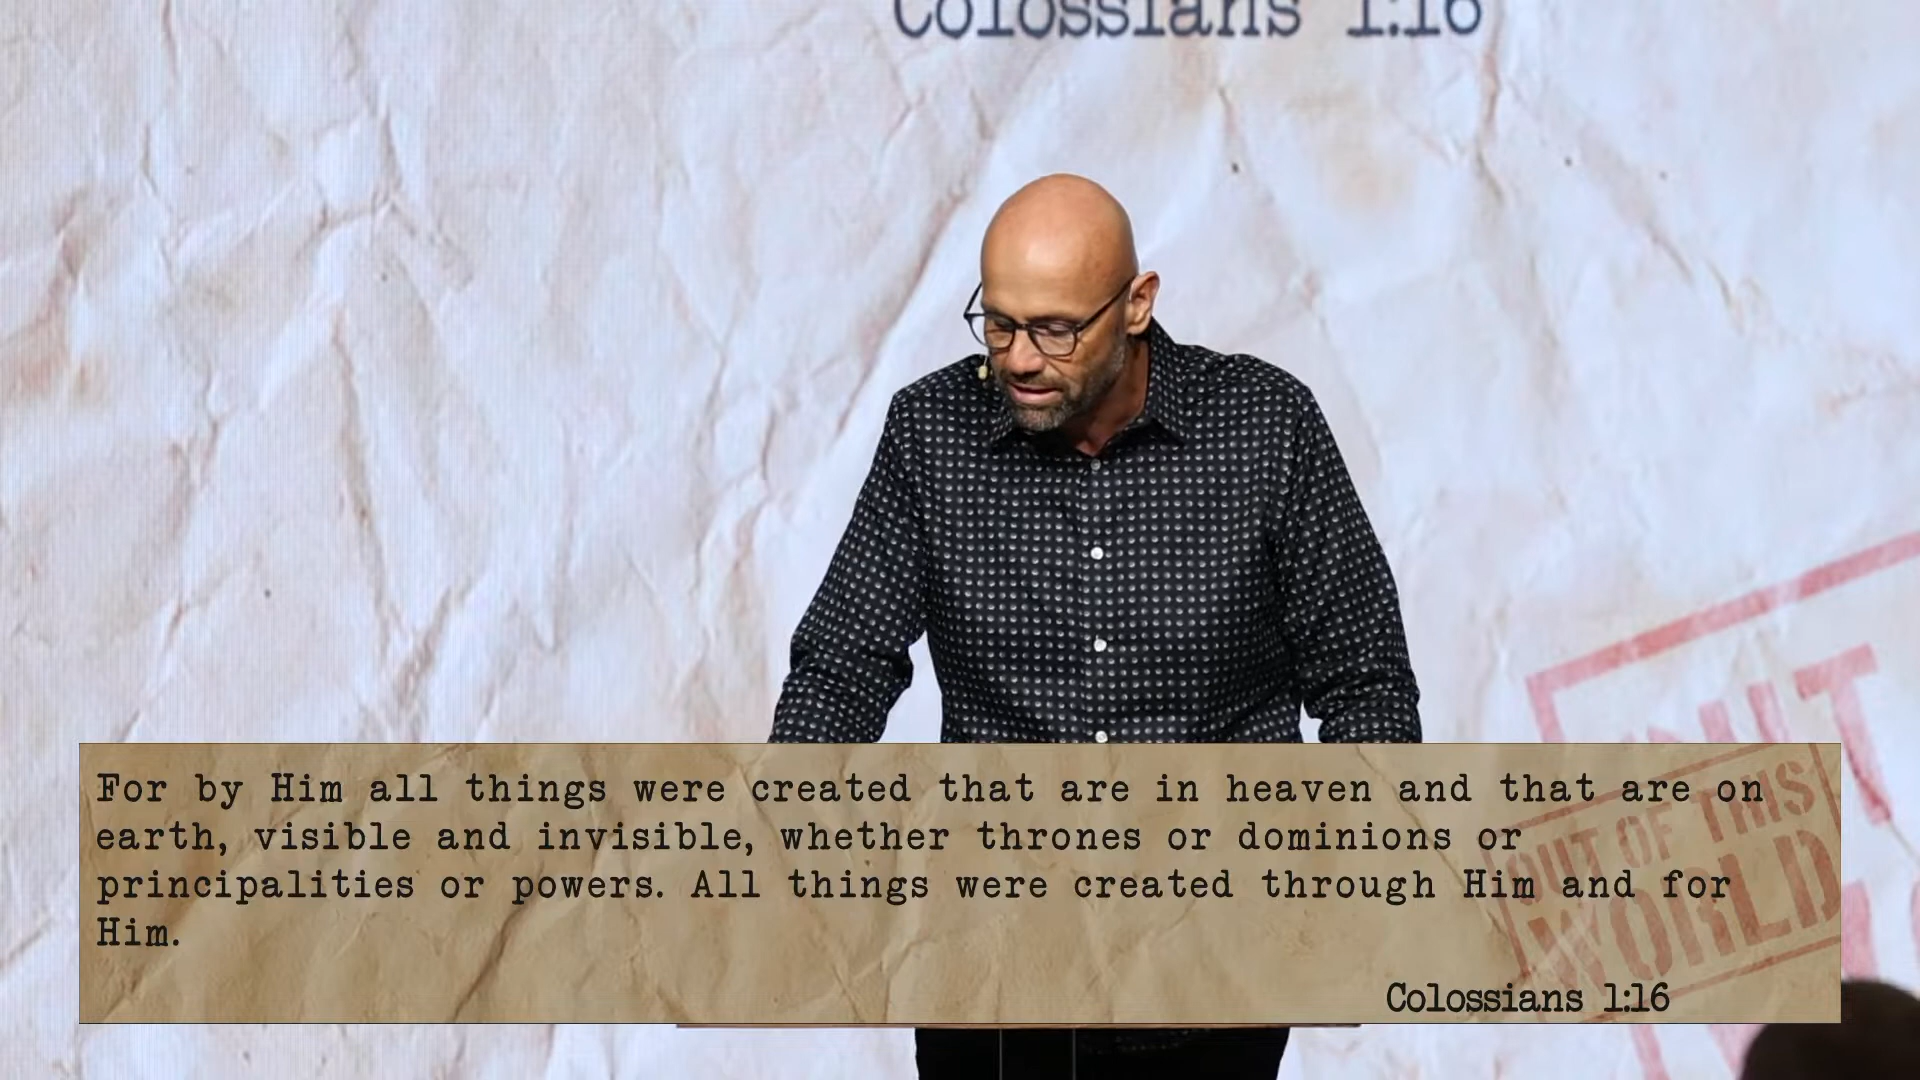 Colossians 1:16
For by Him all things were created that are in heaven and that are on
earth, visible and invisible, whether thrones or dominions or
principalities or powers. All things were created through Him and for
Him.
OUT OF THIS
WORLD
Colossians 1:16